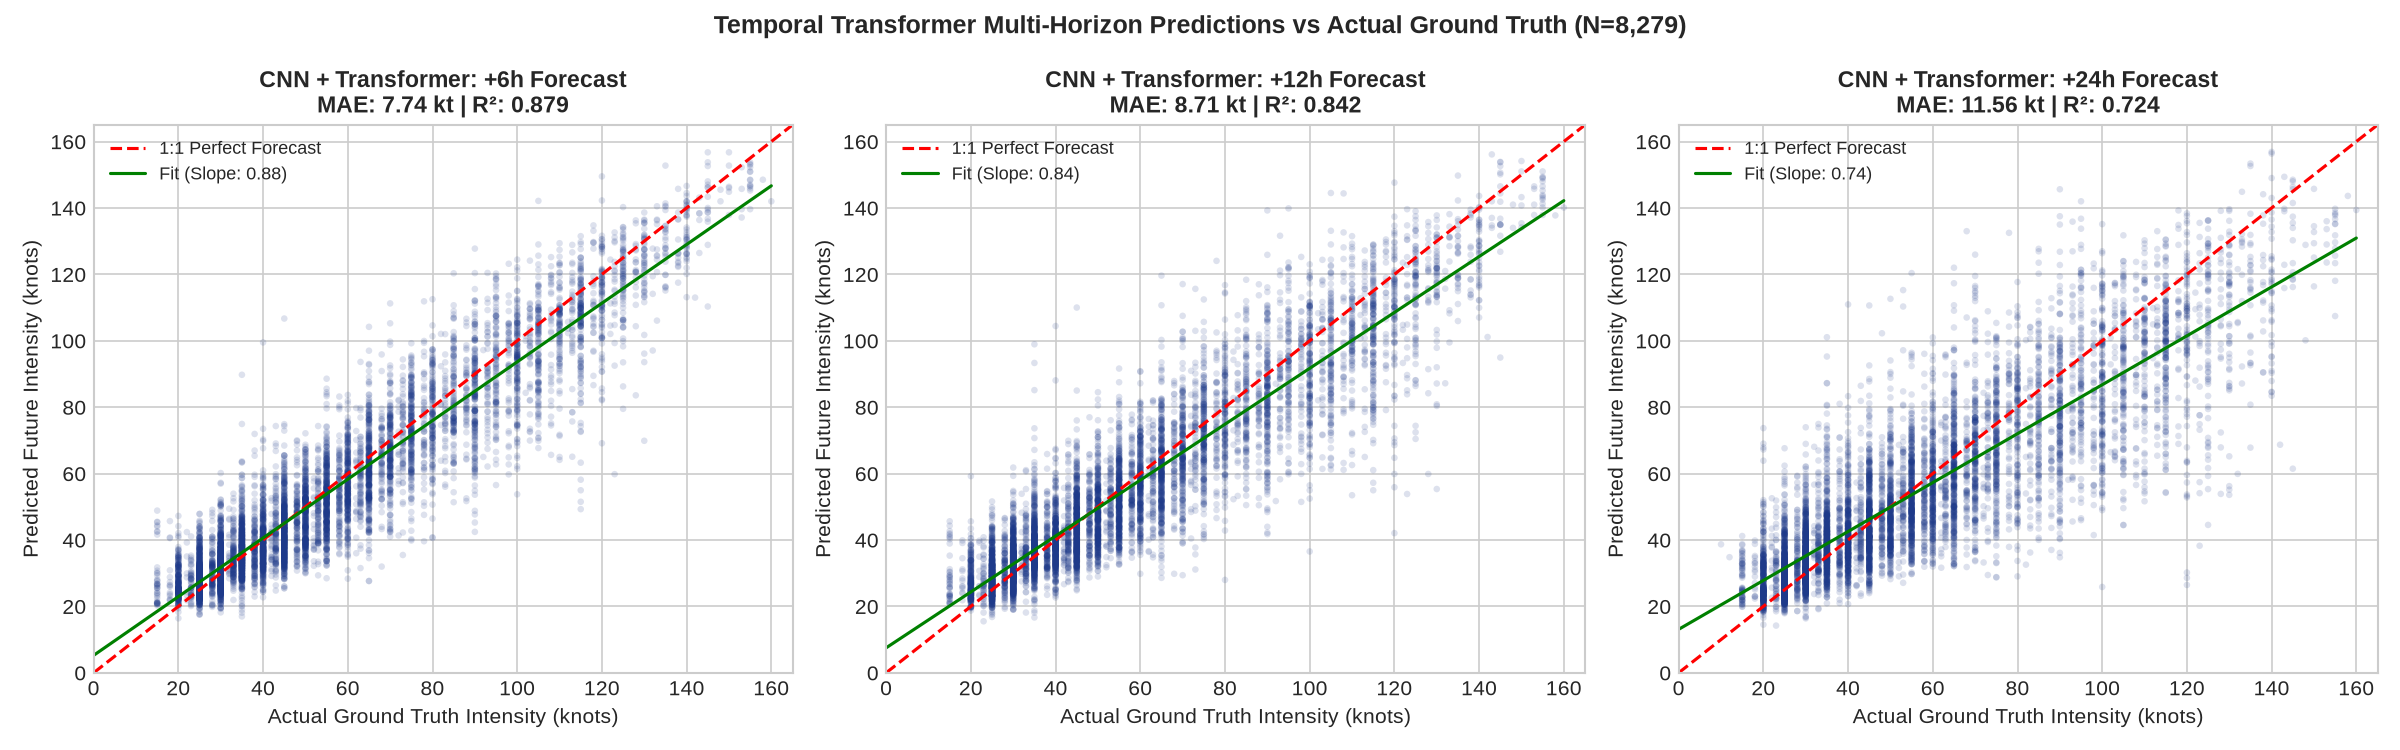 Temporal Transformer Multi-Horizon Predictions vs Actual Ground Truth (N=8,279)
CNN + Transformer: +6h Forecast
MAE: 7.74 kt | R²: 0.879
1:1 Perfect Forecast
Fit (Slope: 0.88)
Predicted Future Intensity (knots)
160
140
120
100
80
60
40
20
0
0 20 40 60 80 100 120 140 160
Actual Ground Truth Intensity (knots)
CNN + Transformer: +12h Forecast
MAE: 8.71 kt | R²: 0.842
1:1 Perfect Forecast
Fit (Slope: 0.84)
Predicted Future Intensity (knots)
160
140
120
100
80
60
40
20
0
0 20 40 60 80 100 120 140 160
Actual Ground Truth Intensity (knots)
CNN + Transformer: +24h Forecast
MAE: 11.56 kt | R²: 0.724
1:1 Perfect Forecast
Fit (Slope: 0.74)
Predicted Future Intensity (knots)
160
140
120
100
80
60
40
20
0
0 20 40 60 80 100 120 140 160
Actual Ground Truth Intensity (knots)